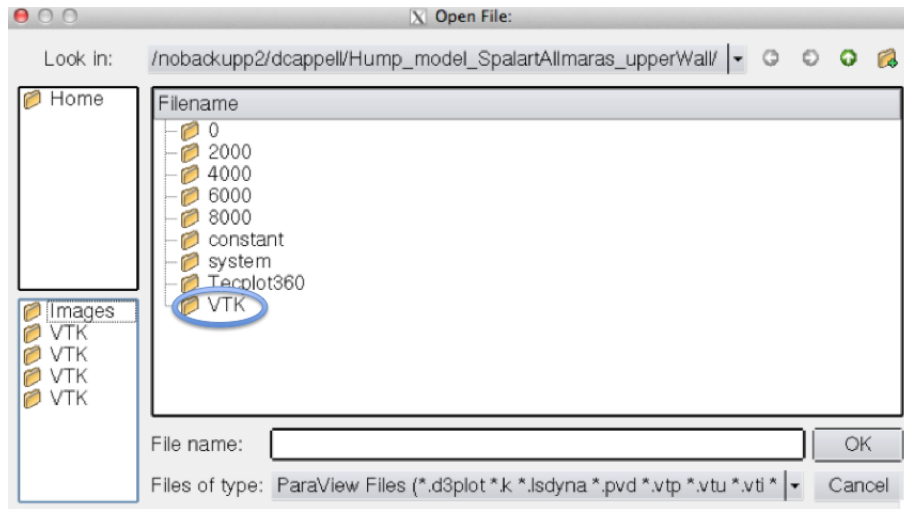 X Open File:
Look in: /nobackupp2/dcappell/Hump_model_SpalartAllmaras_upperWall/
Home
Filename
0
2000
4000
6000
8000
constant
system
Tecplot360
VTK
Images
VTK
VTK
VTK
VTK
File name: OK
Files of type: ParaView Files (*.d3plot *.k *.lsdyna *.pvd *.vtp *.vtu *.vti * Cancel